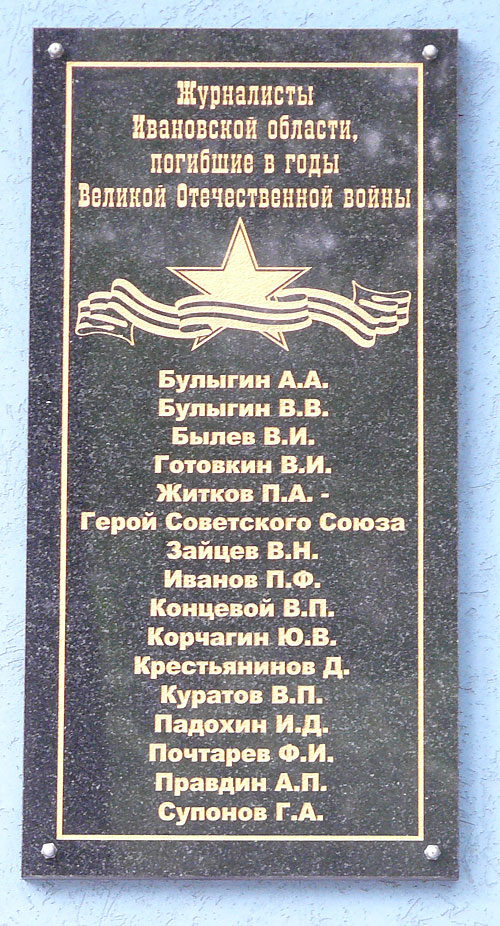 Журналисты
Ивановской области,
погибшие в годы
Великой Отечественной войны
Булыгин А.А.
Булыгин В.В.
Былев В.И.
Готовкин В.И.
Житков П.А. -
Герой Советского Союза
Зайцев В.Н.
Иванов П.Ф.
Концевой В.П.
Корчагин Ю.В.
Крестьянинов Д.
Куратов В.П.
Падохин И.Д.
Почтарев Ф.И.
Правдин А.П.
Супонов Г.А.